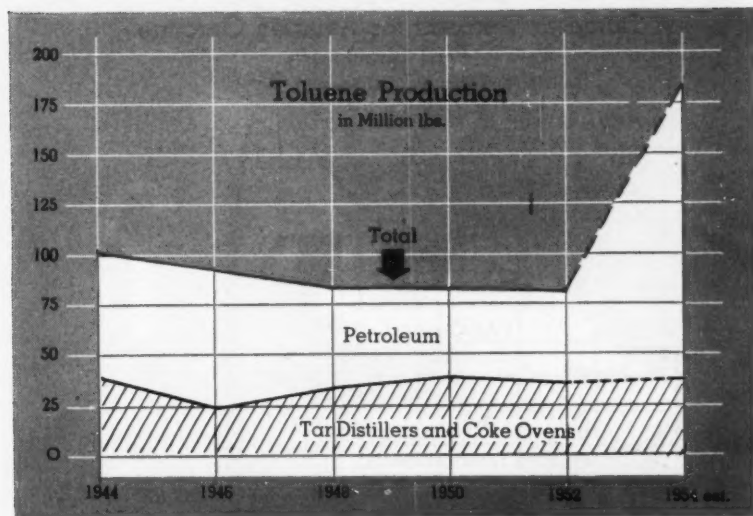 Toluene Production
in Million lbs.
200
175
150
125
100
75
50
25
0
Total
Petroleum
Tar Distillers and Coke Ovens
1944 1946 1948 1950 1952 1954 est.